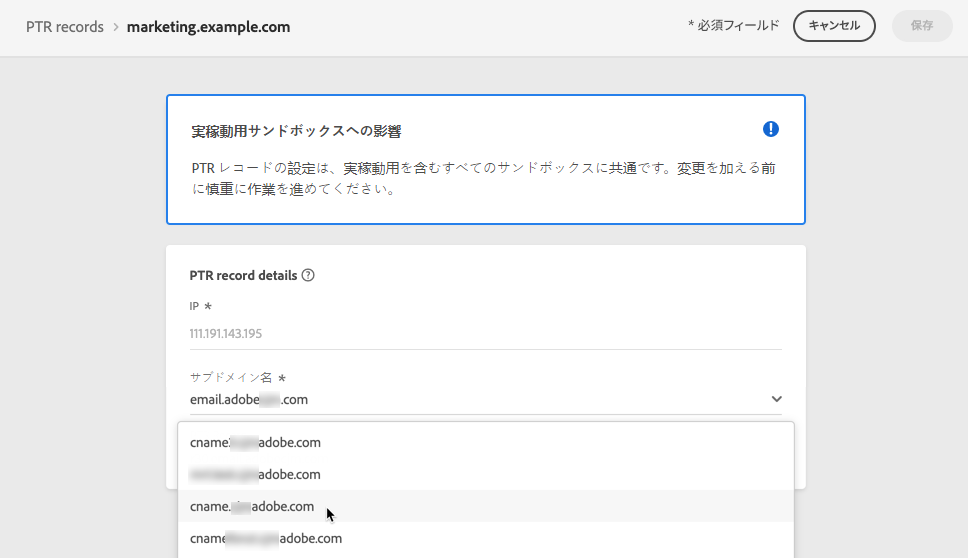 PTR records > marketing.example.com
* 必須フィールド
キャンセル
保存
実稼動用サンドボックスへの影響
PTR レコードの設定は、実稼動用を含むすべてのサンドボックスに共通です。変更を加える前
に慎重に作業を進めてください。
PTR record details
IP *
111.191.143.195
サブドメイン名 *
email.adobe .com
cname adobe.com
adobe.com
cname. adobe.com
cname adobe.com